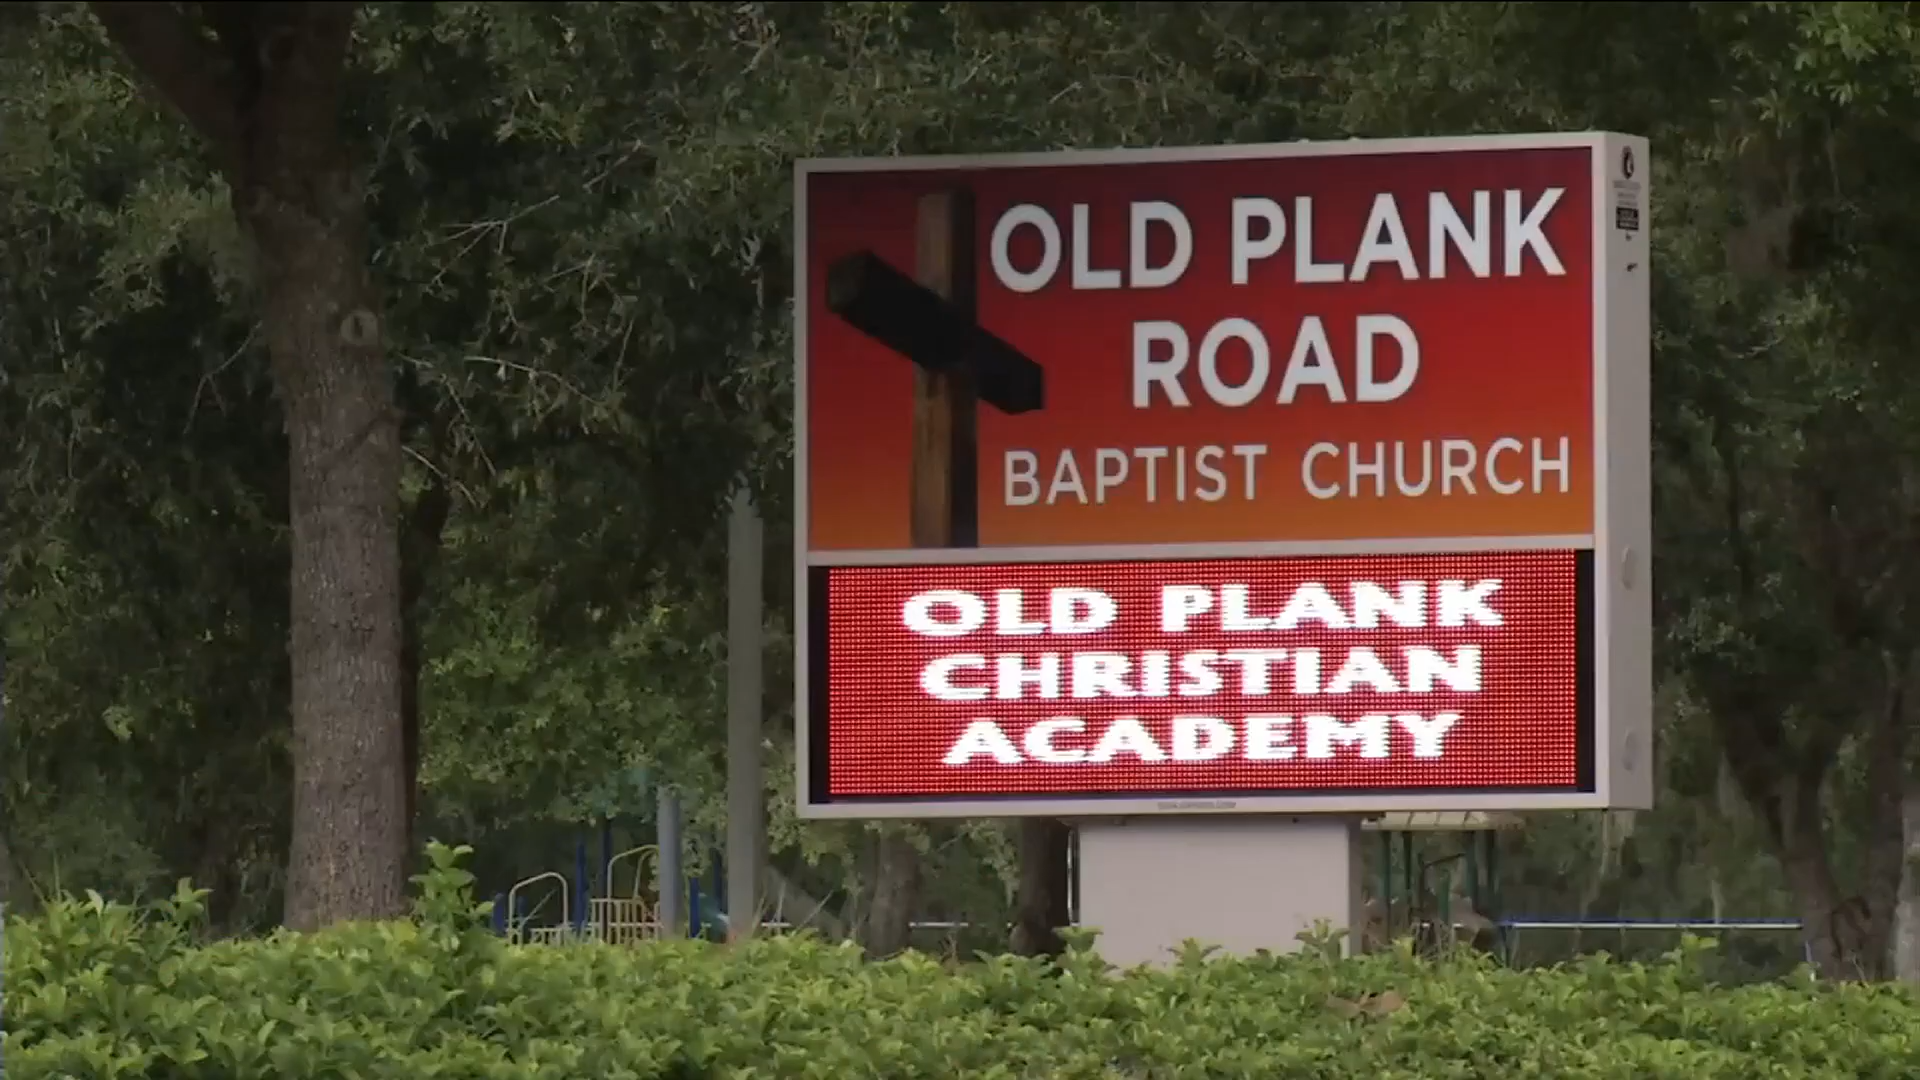 OLD PLANK
ROAD
BAPTIST CHURCH
OLD PLANK
CHRISTIAN
ACADEMY